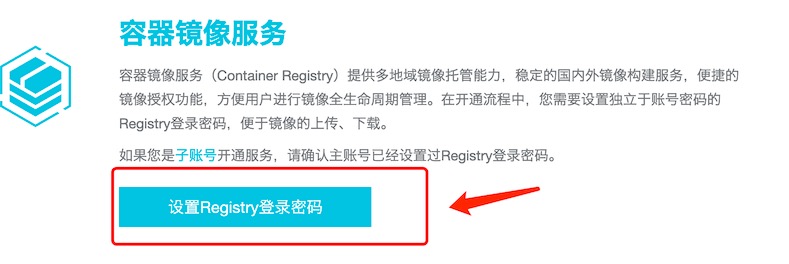 容器镜像服务
容器镜像服务（Container Registry）提供多地域镜像托管能力，稳定的国内外镜像构建服务，便捷的
镜像授权功能，方便用户进行镜像全生命周期管理。在开通流程中，您需要设置独立于账号密码的
Registry登录密码，便于镜像的上传、下载。
如果您是子账号开通服务，请确认主账号已经设置过Registry登录密码。
设置Registry登录密码